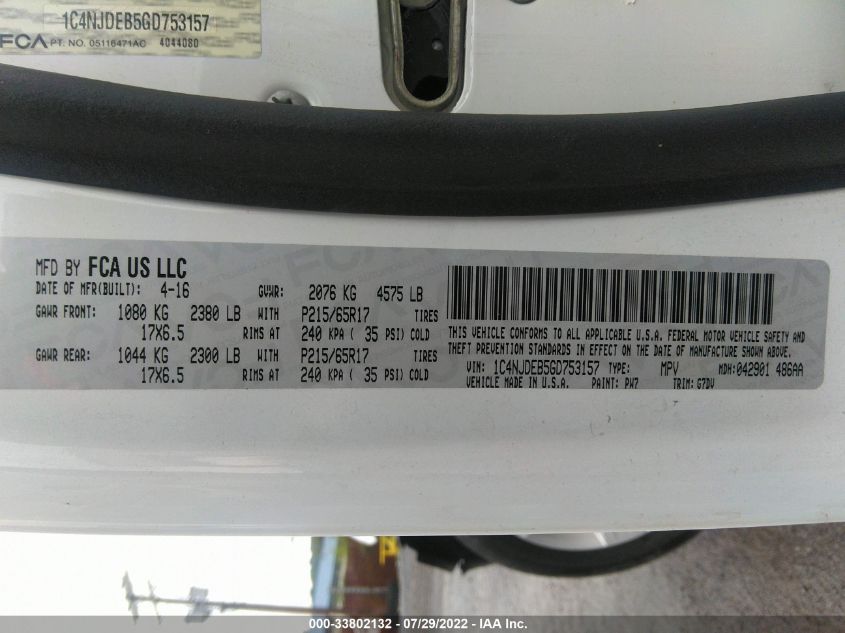 1C4NJDEB5GD753157
FCA PT. NO. 05116471AC 4044080
MFD BY FCA US LLC
DATE OF MFR(BUILT): 4-16 GVWR: 2076 KG 4575 LB
GAWR FRONT: 1080 KG 2380 LB WITH P215/65R17 TIRES
17X6.5 RIMS AT 240 KPA ( 35 PSI) COLD
GAWR REAR: 1044 KG 2300 LB WITH P215/65R17 TIRES
17X6.5 RIMS AT 240 KPA ( 35 PSI) COLD
THIS VEHICLE CONFORMS TO ALL APPLICABLE U.S.A. FEDERAL MOTOR VEHICLE SAFETY AND
THEFT PREVENTION STANDARDS IN EFFECT ON THE DATE OF MANUFACTURE SHOWN ABOVE.
VIN: 1C4NJDEB5GD753157 TYPE: MPV MDH:042901 486AA
VEHICLE MADE IN U.S.A. PAINT: PW7 TRIM: G7DV
000-33802132 - 07/29/2022 - IAA Inc.